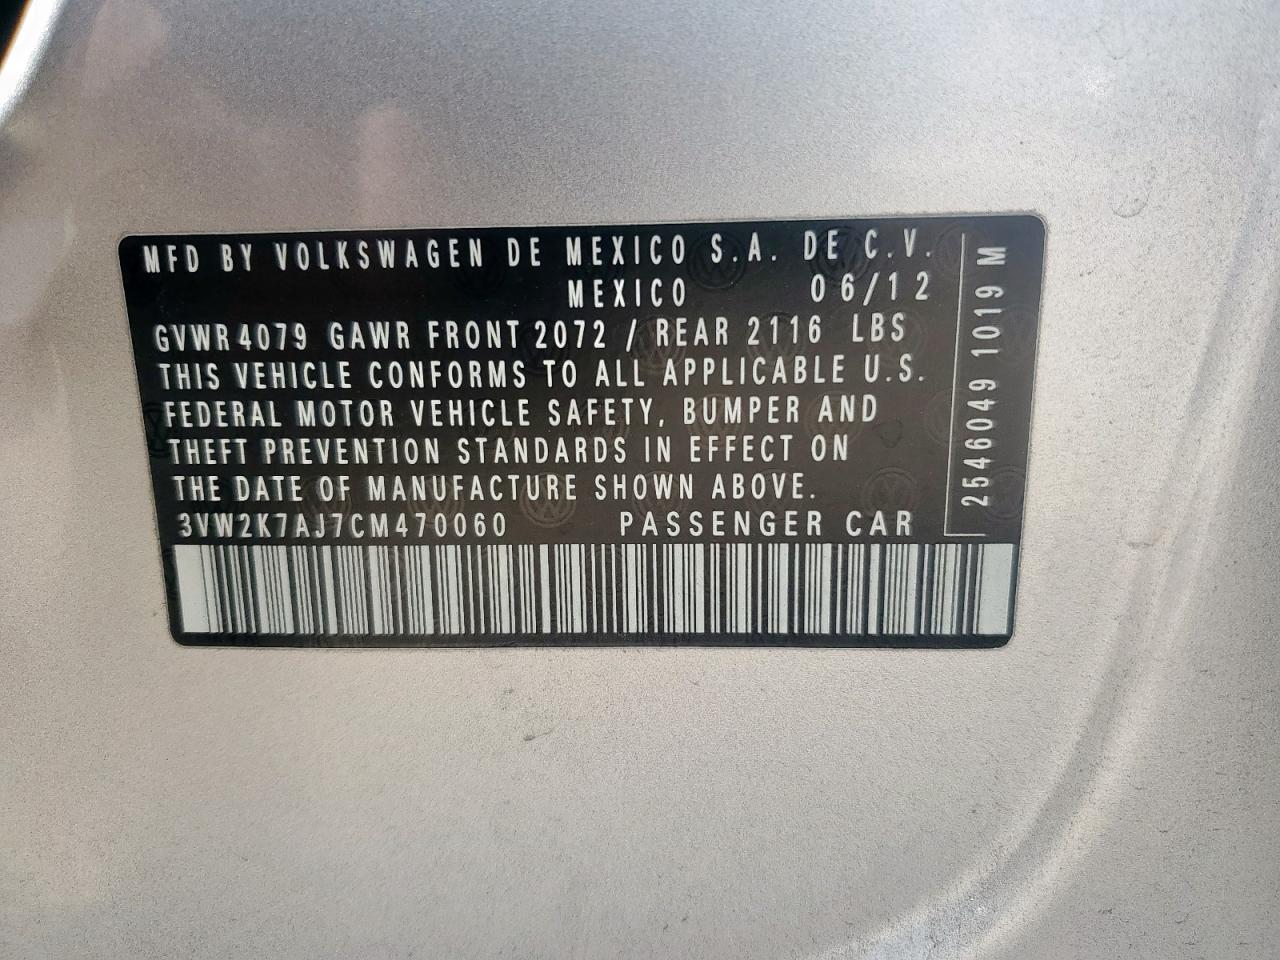 MFD BY VOLKSWAGEN DE MEXICO S.A. DE C.V.
MEXICO 06/12
GVWR 4079 GAWR FRONT 2072 / REAR 2116 LBS
THIS VEHICLE CONFORMS TO ALL APPLICABLE U.S.
FEDERAL MOTOR VEHICLE SAFETY, BUMPER AND
THEFT PREVENTION STANDARDS IN EFFECT ON
THE DATE OF MANUFACTURE SHOWN ABOVE.
3VW2K7AJ7CM470060 PASSENGER CAR
2546049 1019 M